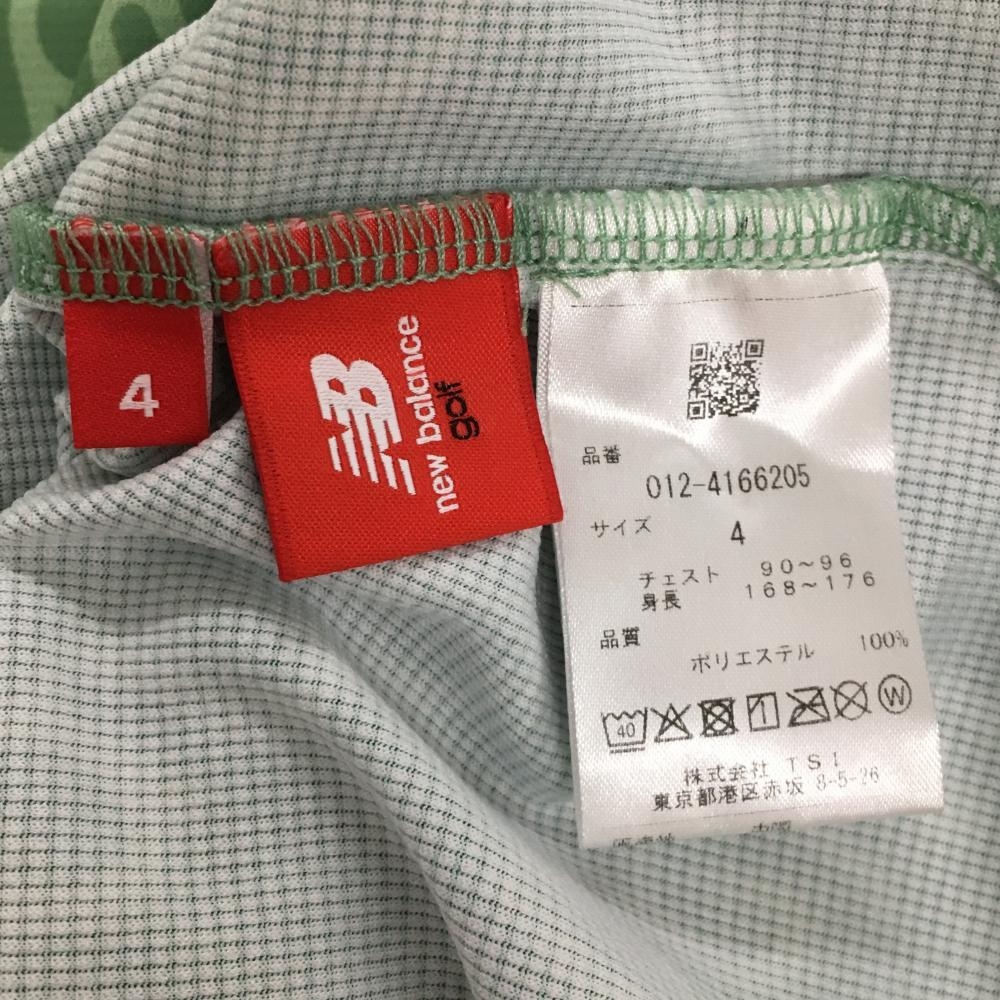 4
NB
new balance
golf
品番
012-4166205
サイズ
4
チェスト 90~96
身長 168~176
品質
ポリエステル 100%
40
W
株式会社 TSI
東京都港区赤坂 8-5-26